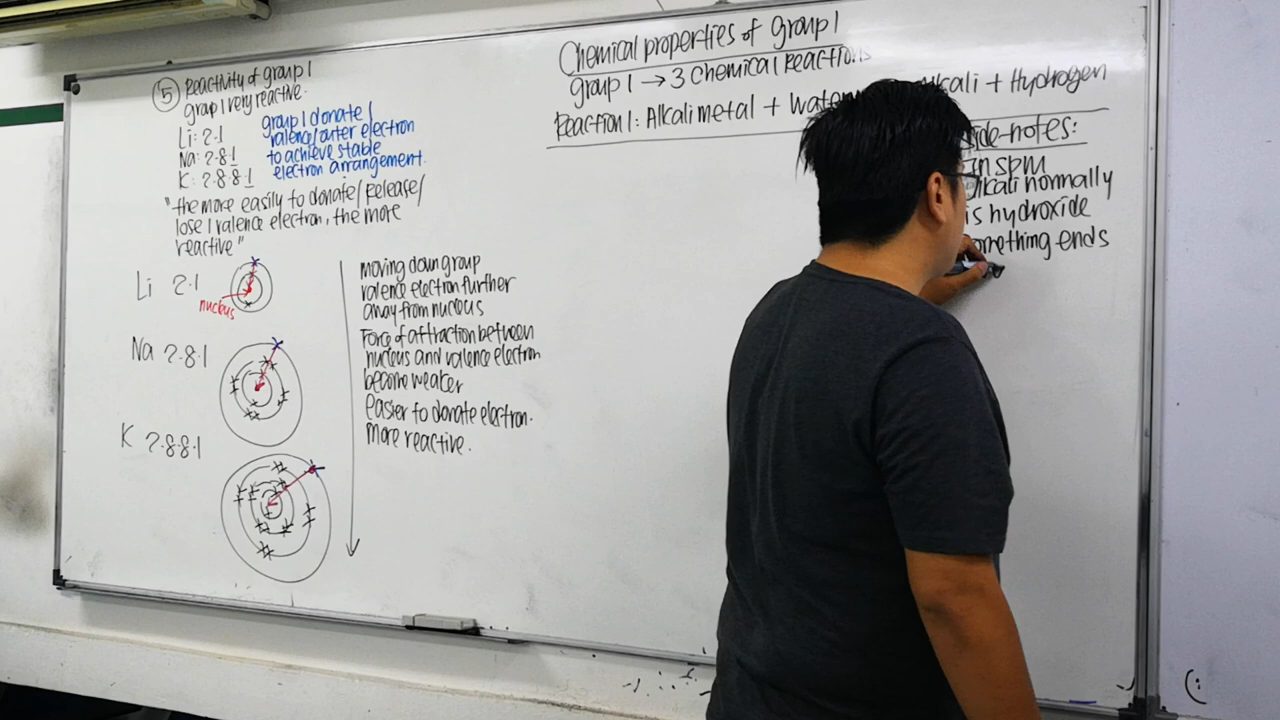 5 Reactivity of group 1
group 1 very reactive.
Li: 2.1
Na: 2.8.1
K: 2.8.8.1
group 1 donate 1
valence/outer electron
to achieve stable
electron arrangement.
"the more easily to donate/release/
lose 1 valence electron, the more
reactive"
Li 2.1
nucleus
Na 2.8.1
K 2.8.8.1
moving down group
valence electron further
away from nucleus
Force of attraction between
nucleus and valence electron
become weaker
easier to donate electron.
more reactive.
Chemical properties of group 1
group 1 → 3 Chemical Reactions
Reaction 1: Alkali metal + Water alkali + Hydrogen
ide-notes:
in spm
alkali normally
is hydroxide
omething ends
(: